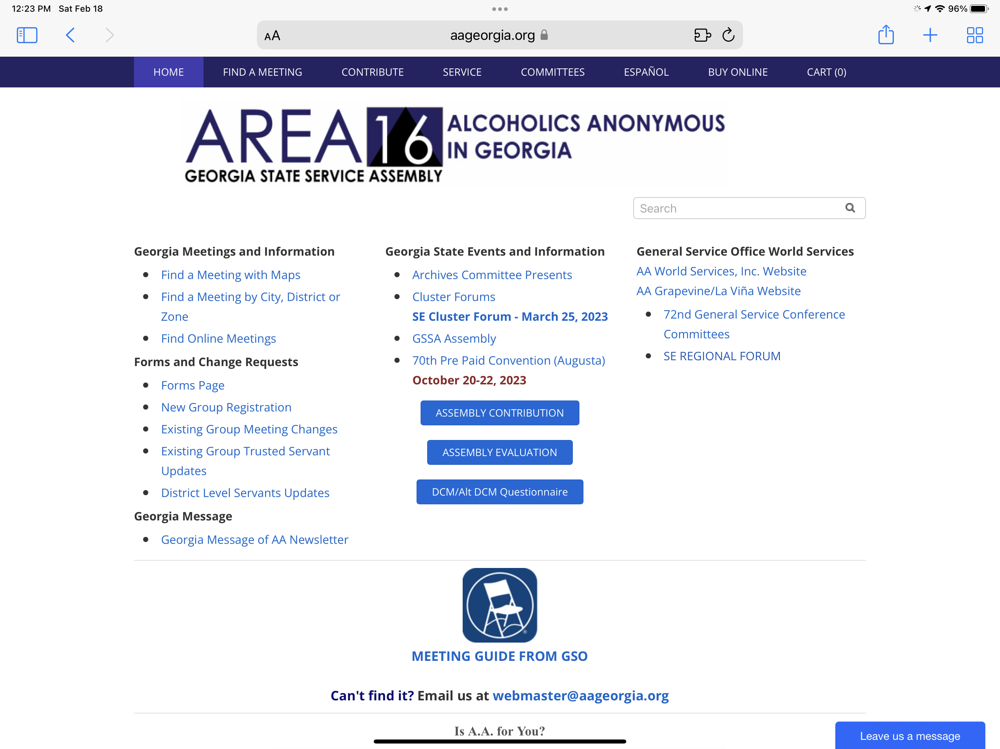 12:23 PM Sat Feb 18
96%
AA
aageorgia.org
HOME
FIND A MEETING
CONTRIBUTE
SERVICE
COMMITTEES
ESPAÑOL
BUY ONLINE
CART (0)
AREA 16
ALCOHOLICS ANONYMOUS
IN GEORGIA
GEORGIA STATE SERVICE ASSEMBLY
Search
Georgia Meetings and Information
Find a Meeting with Maps
Find a Meeting by City, District or
Zone
Find Online Meetings
Forms and Change Requests
Forms Page
New Group Registration
Existing Group Meeting Changes
Existing Group Trusted Servant
Updates
District Level Servants Updates
Georgia Message
Georgia Message of AA Newsletter
Georgia State Events and Information
Archives Committee Presents
Cluster Forums
SE Cluster Forum - March 25, 2023
GSSA Assembly
70th Pre Paid Convention (Augusta)
October 20-22, 2023
ASSEMBLY CONTRIBUTION
ASSEMBLY EVALUATION
DCM/Alt DCM Questionnaire
General Service Office World Services
AA World Services, Inc. Website
AA Grapevine/La Viña Website
72nd General Service Conference
Committees
SE REGIONAL FORUM
®
MEETING GUIDE FROM GSO
Can't find it? Email us at webmaster@aageorgia.org
Is A.A. for You?
Leave us a message